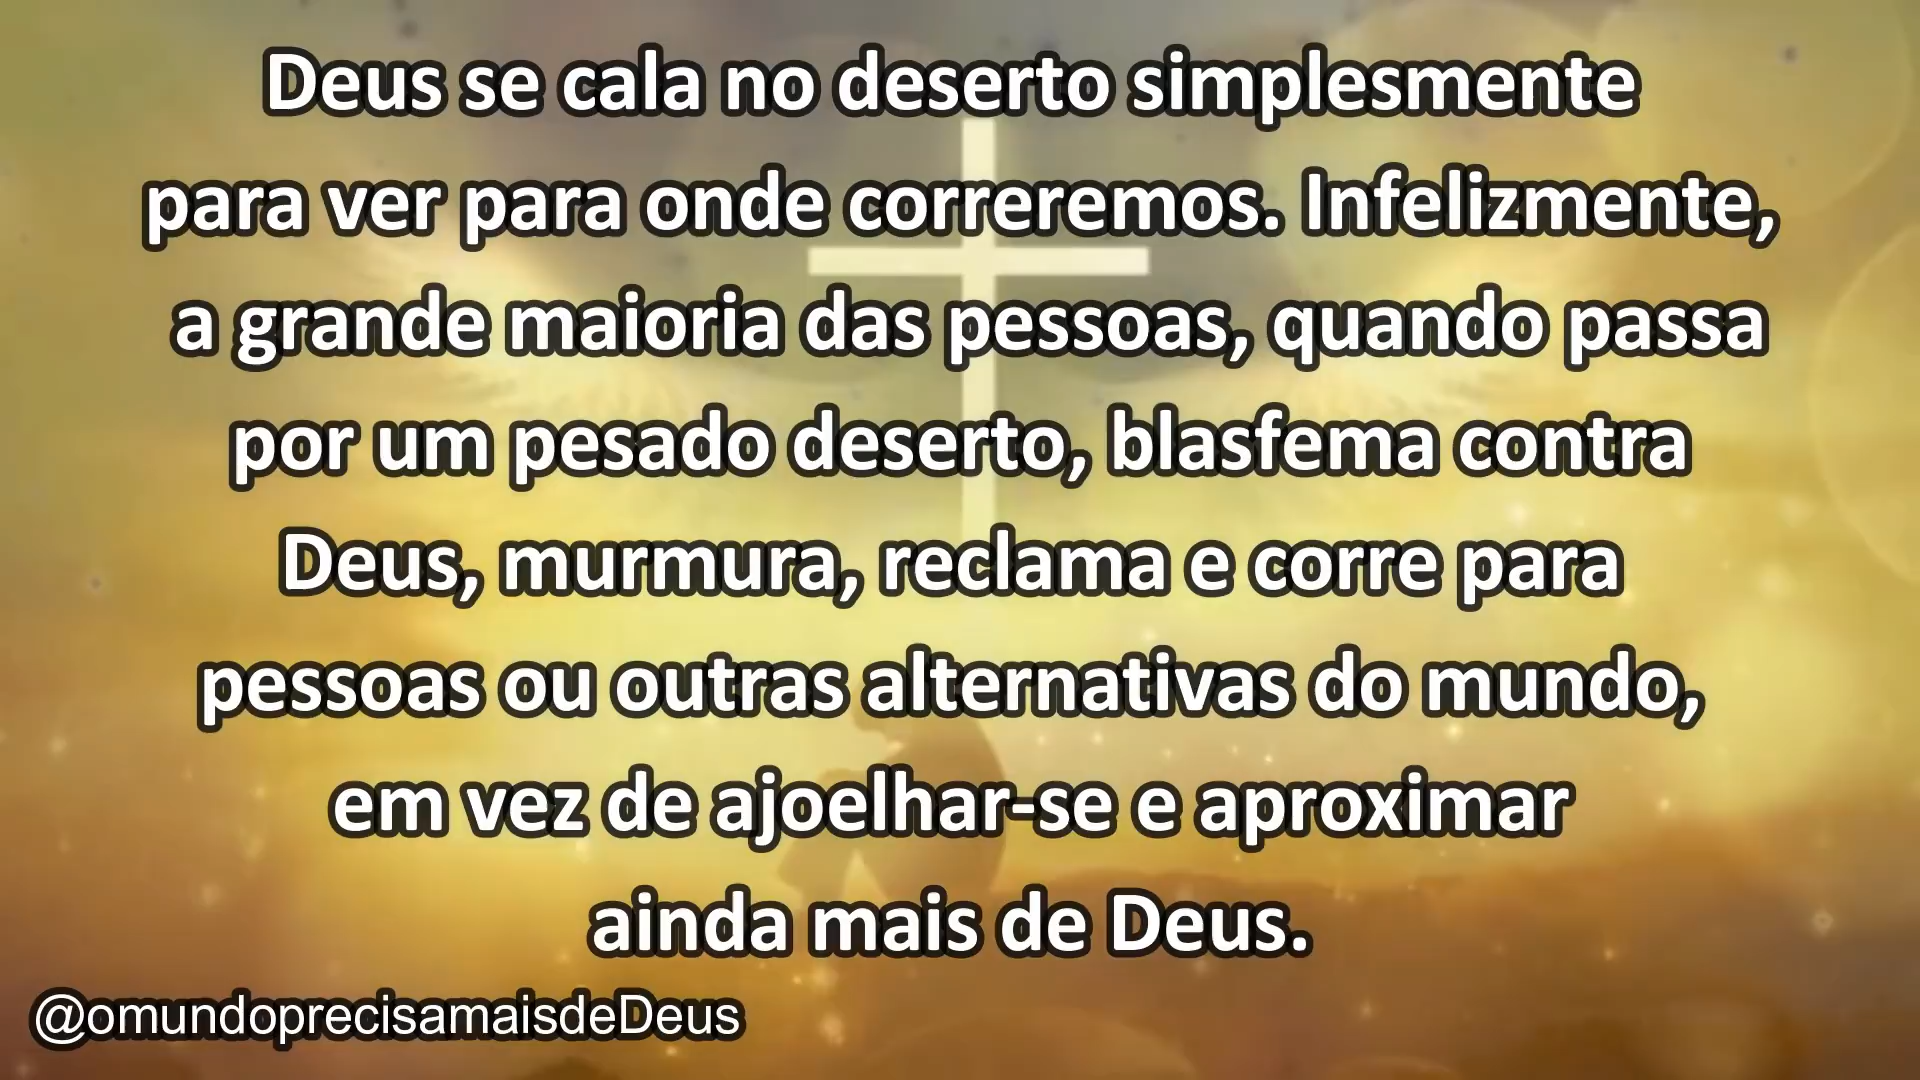 Deus se cala no deserto simplesmente
para ver para onde correremos. Infelizmente,
a grande maioria das pessoas, quando passa
por um pesado deserto, blasfema contra
Deus, murmura, reclama e corre para
pessoas ou outras alternativas do mundo,
em vez de ajoelhar-se e aproximar
ainda mais de Deus.
@omundoprecisamaisdeDeus